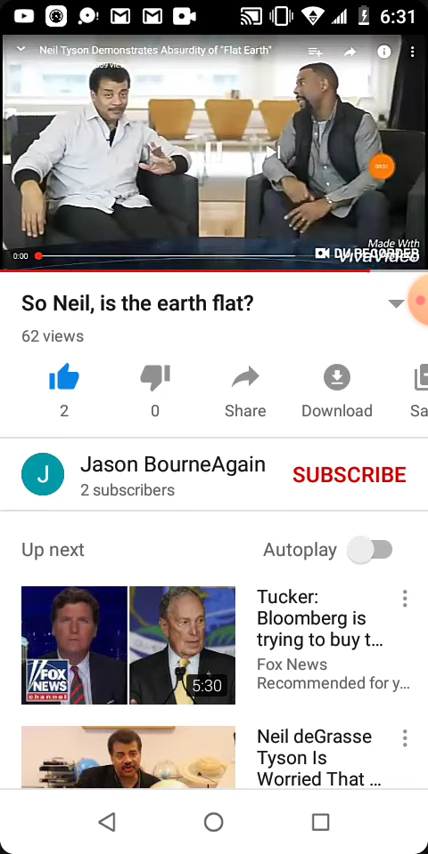 6:31
Neil Tyson Demonstrates Absurdity of "Flat Earth"
00:01
Made With
DU RECORDER
VivaVideo
0:00
So Neil, is the earth flat?
62 views
2
0
Share
Download
Sa
J
Jason BourneAgain
2 subscribers
SUBSCRIBE
Up next
Autoplay
Tucker:
Bloomberg is
trying to buy t...
Fox News
Recommended for y...
FOX
NEWS
channel
5:30
Neil deGrasse
Tyson Is
Worried That ...